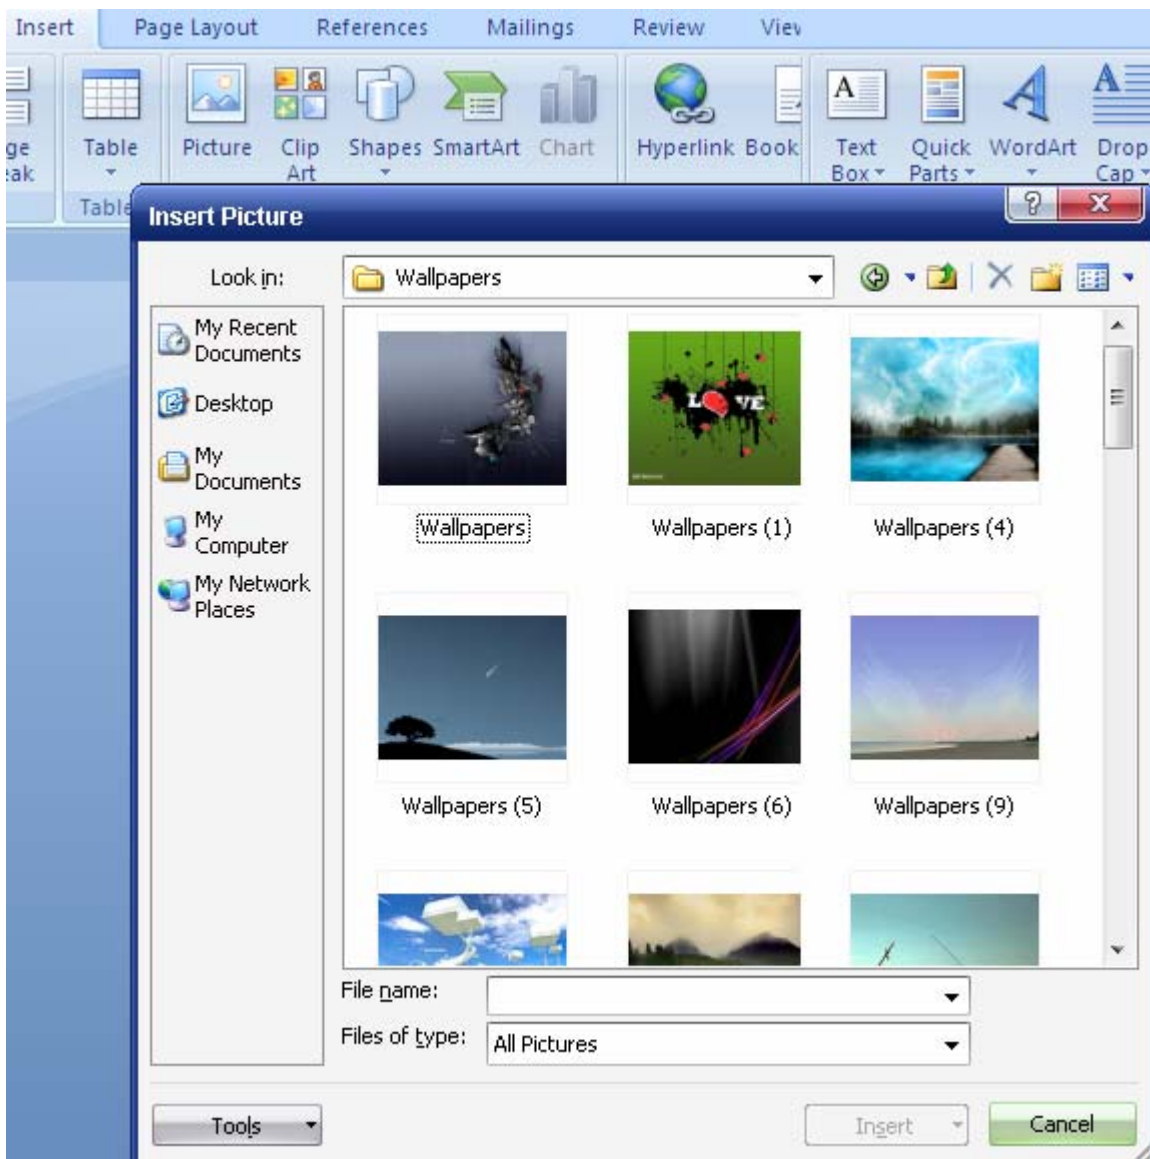 Insert Page Layout References Mailings Review View
ge Table Picture Clip Shapes SmartArt Chart Hyperlink Book Text Quick WordArt Drop
eak Art Box Parts Cap
Table
Insert Picture
Look in: Wallpapers
My Recent
Documents
Desktop
My
Documents
My
Computer
My Network
Places
L VE
Wallpapers Wallpapers (1) Wallpapers (4)
Wallpapers (5) Wallpapers (6) Wallpapers (9)
File name:
Files of type: All Pictures
Tools Insert Cancel